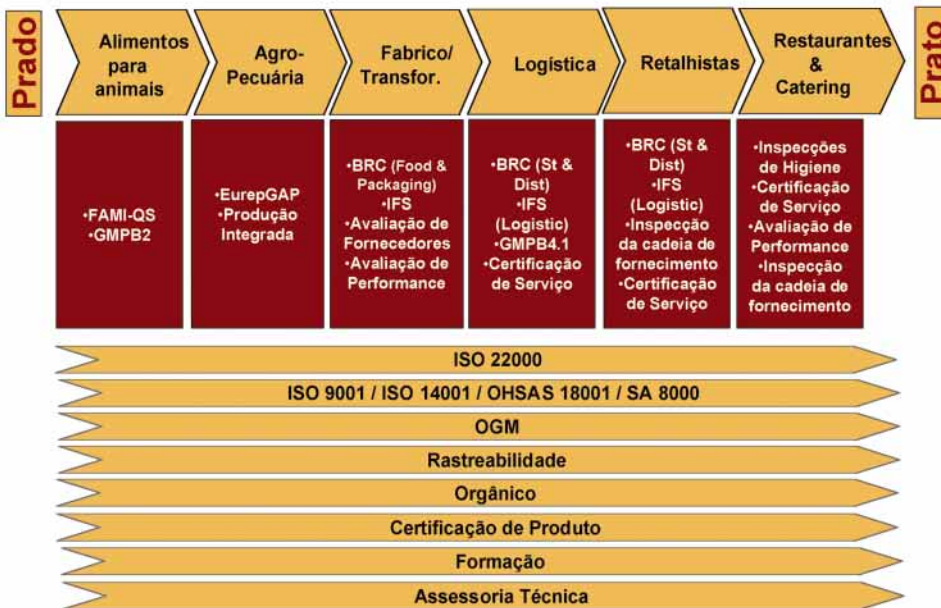 Prado
Alimentos
para
animais
Agro-
Pecuária
Fabrico/
Transfor.
Logística
Retalhistas
Restaurantes
&
Catering
Prato
•FAMI-QS
•GMPB2
•EurepGAP
•Produção
Integrada
•BRC (Food &
Packaging)
•IFS
•Avaliação de
Fornecedores
•Avaliação de
Performance
•BRC (St &
Dist)
•IFS
(Logistic)
•GMPB4.1
•Certificação
de Serviço
•BRC (St &
Dist)
•IFS
(Logistic)
•Inspecção
da cadeia de
fornecimento
•Certificação
de Serviço
•Inspecções
de Higiene
•Certificação
de Serviço
•Avaliação de
Performance
•Inspecção
da cadeia de
fornecimento
ISO 22000
ISO 9001 / ISO 14001 / OHSAS 18001 / SA 8000
OGM
Rastreabilidade
Orgânico
Certificação de Produto
Formação
Assessoria Técnica